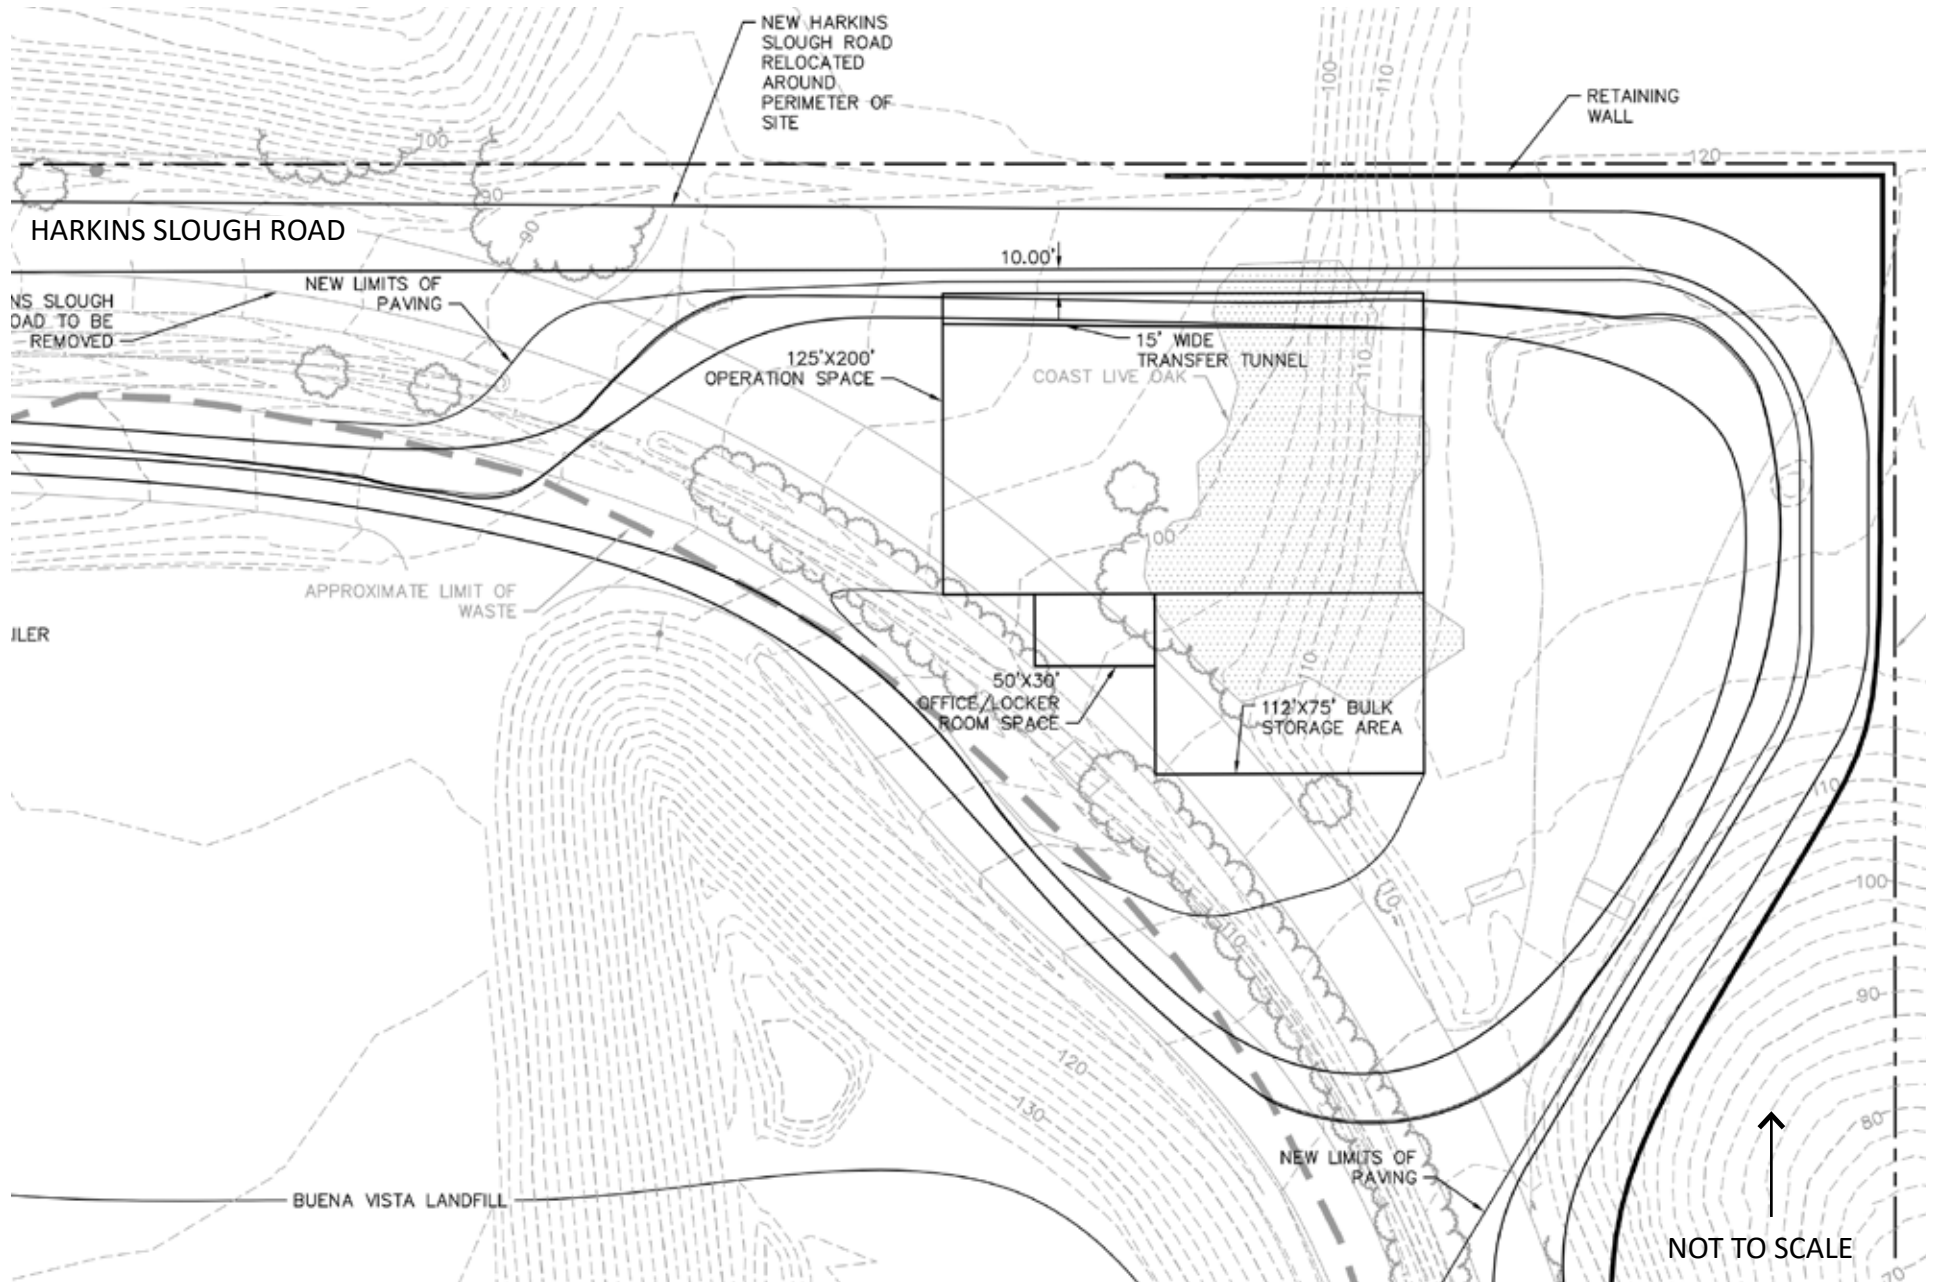 NEW HARKINS
SLOUGH ROAD
RELOCATED
AROUND
PERIMETER OF
SITE
100
110
RETAINING
WALL
100
120
90
90
HARKINS SLOUGH ROAD
10.00'
NEW LIMITS OF
PAVING
NS SLOUGH
OAD TO BE
REMOVED
15' WIDE
TRANSFER TUNNEL
125'X200'
OPERATION SPACE
COAST LIVE OAK
110
100
APPROXIMATE LIMIT OF
WASTE
ILER
110
50'X30'
OFFICE/LOCKER
ROOM SPACE
112'X75' BULK
STORAGE AREA
110
100
110
110
90
120
130
80
NEW LIMITS OF
PAVING
BUENA VISTA LANDFILL
NOT TO SCALE
70